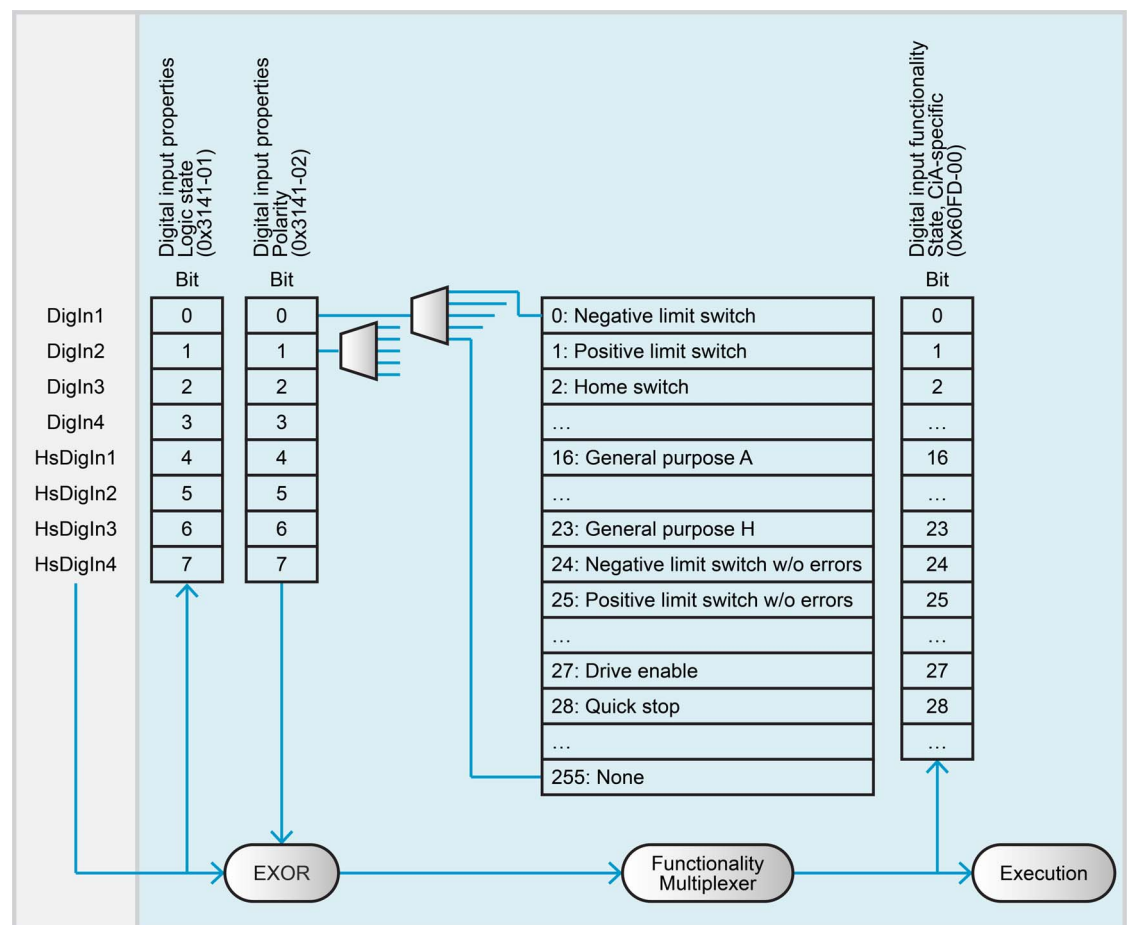 Digital input properties
Logic state
(0x3141-01)
Digital input properties
Polarity
(0x3141-02)
Digital input functionality
State, CiA-specific
(0x60FD-00)
Bit
Bit
Bit
DigIn1
DigIn2
DigIn3
DigIn4
HsDigIn1
HsDigIn2
HsDigIn3
HsDigIn4
0
1
2
3
4
5
6
7
0
1
2
3
4
5
6
7
0: Negative limit switch
1: Positive limit switch
2: Home switch
...
16: General purpose A
...
23: General purpose H
24: Negative limit switch w/o errors
25: Positive limit switch w/o errors
...
27: Drive enable
28: Quick stop
...
255: None
0
1
2
...
16
...
23
24
25
...
27
28
...
EXOR
Functionality
Multiplexer
Execution